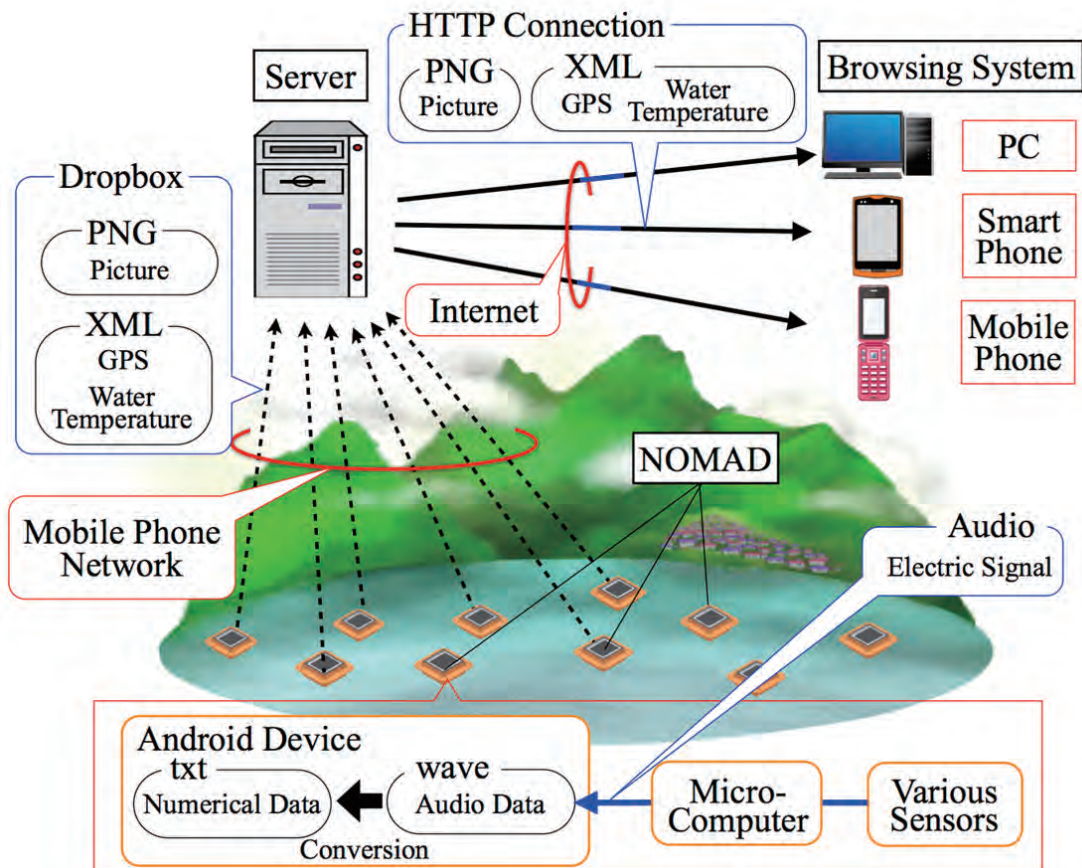 HTTP Connection
PNG
Picture
XML
GPS
Water
Temperature
Server
Browsing System
PC
Smart
Phone
Mobile
Phone
Dropbox
PNG
Picture
XML
GPS
Water
Temperature
Internet
Mobile Phone
Network
NOMAD
Audio
Electric Signal
Android Device
txt
Numerical Data
wave
Audio Data
Conversion
Micro-
Computer
Various
Sensors